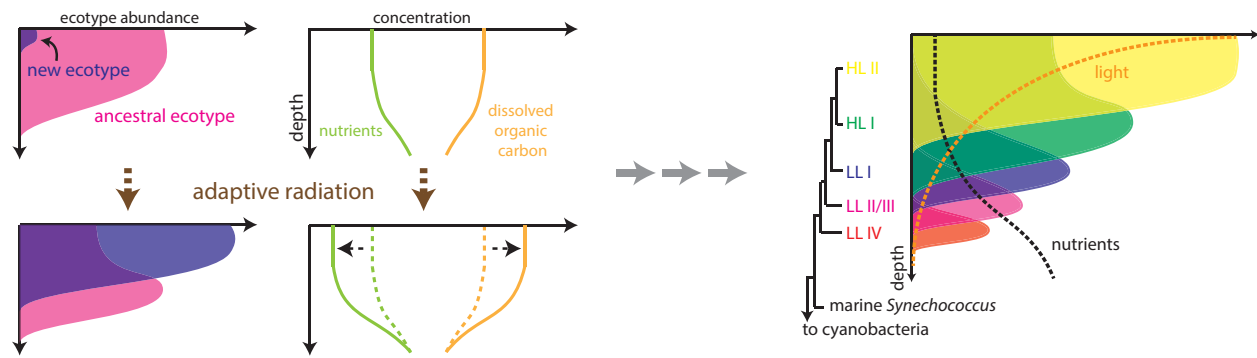 ecotype abundance
new ecotype
ancestral ecotype
concentration
depth
nutrients
dissolved
organic
carbon
adaptive radiation
HL II
HL I
LL I
LL II/III
LL IV
marine Synechococcus
to cyanobacteria
light
nutrients
depth